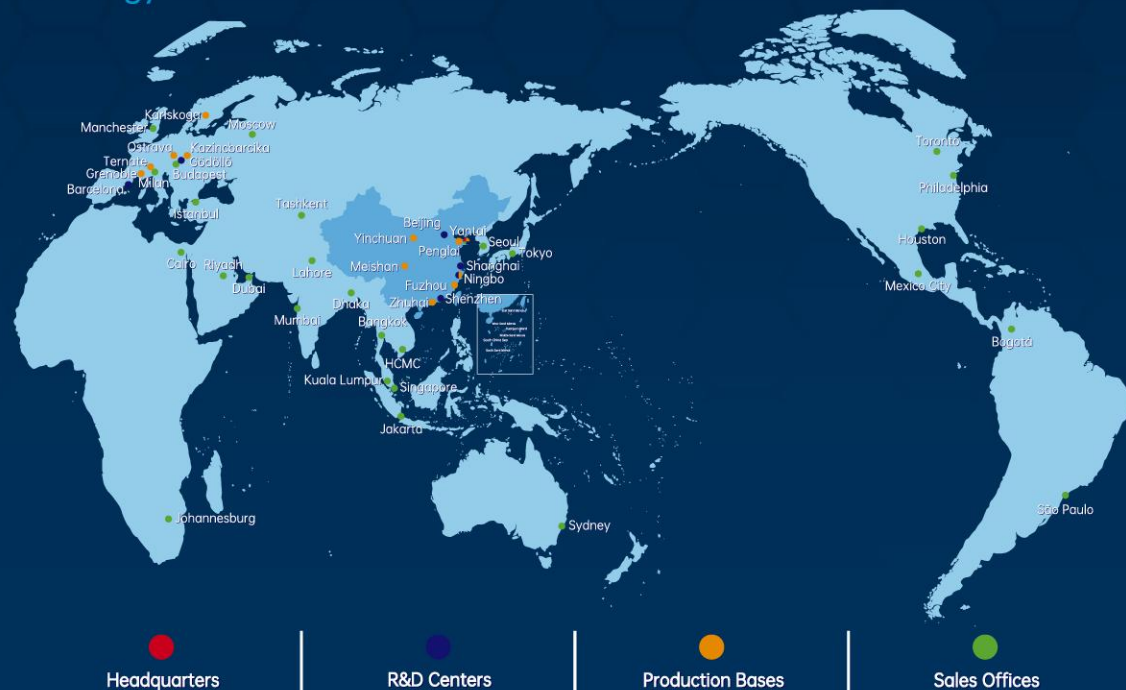 Karlskoga
Manchester
Moscow
Ostrava
Kazincbarcika
Ternate
Gödöllő
Grenoble
Milan
Budapest
Barcelona
Istanbul
Tashkent
Beijing
Yantai
Yinchuan
Penglai
Seoul
Tokyo
Cairo
Riyadh
Lahore
Meishan
Shanghai
Ningbo
Dubai
Fuzhou
Dhaka
Zhuhai
Shenzhen
Mumbai
Bangkok
HCMC
Kuala Lumpur
Singapore
Jakarta
Johannesburg
Sydney
Toronto
Philadelphia
Houston
Mexico City
Bogotá
São Paulo
Headquarters
R&D Centers
Production Bases
Sales Offices